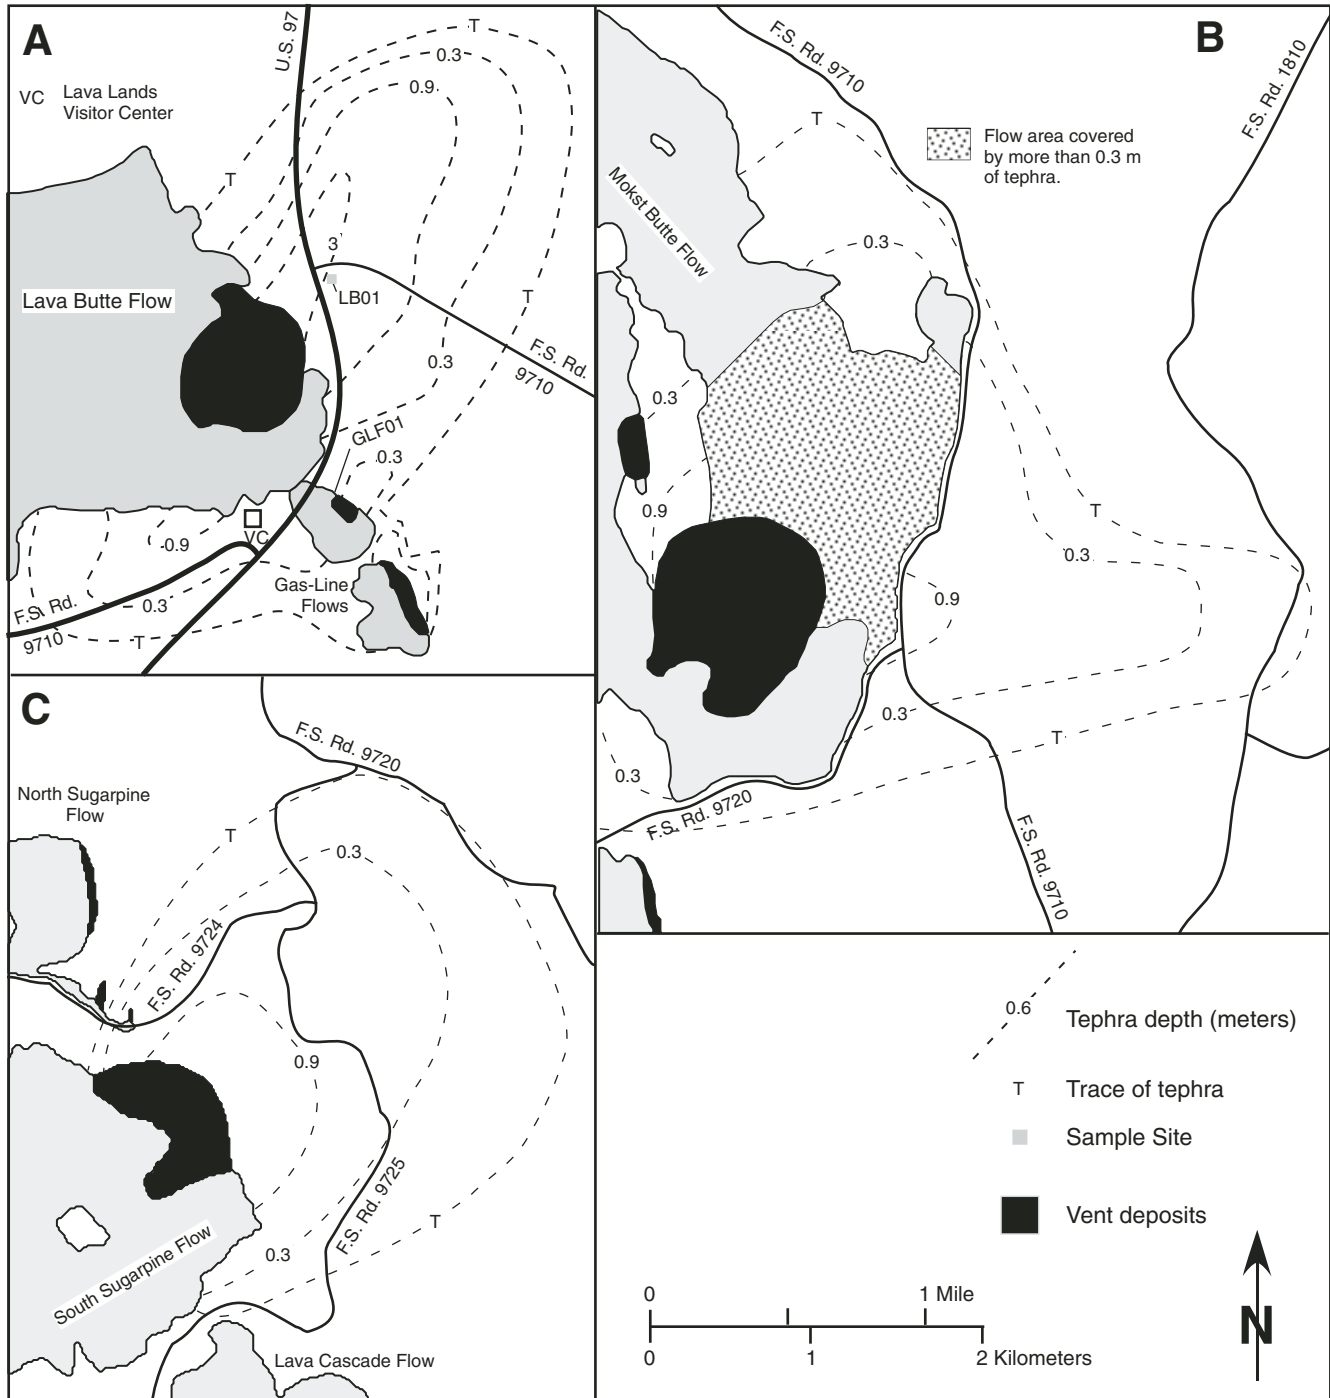 A
U.S. 97
T
0.3
0.9
VC
Lava Lands
Visitor Center
T
3
LB01
Lava Butte Flow
T
F.S. Rd.
9710
0.3
GLF01
0.3
0.9
VC
Gas-Line
Flows
0.3
F.S. Rd.
9710
T
B
F.S. Rd. 9710
F.S. Rd. 1810
T
Flow area covered
by more than 0.3 m
of tephra.
Mokst Butte Flow
0.3
0.3
0.9
T
0.3
0.9
0.3
T
0.3
F.S. Rd. 9720
F.S. Rd. 9710
C
F.S. Rd. 9720
North Sugarpine
Flow
T
0.3
F.S. Rd. 9724
0.9
F.S. Rd. 9725
T
0.3
South Sugarpine Flow
Lava Cascade Flow
0.6
Tephra depth (meters)
T
Trace of tephra
Sample Site
Vent deposits
0
1 Mile
0
1
2 Kilometers
N